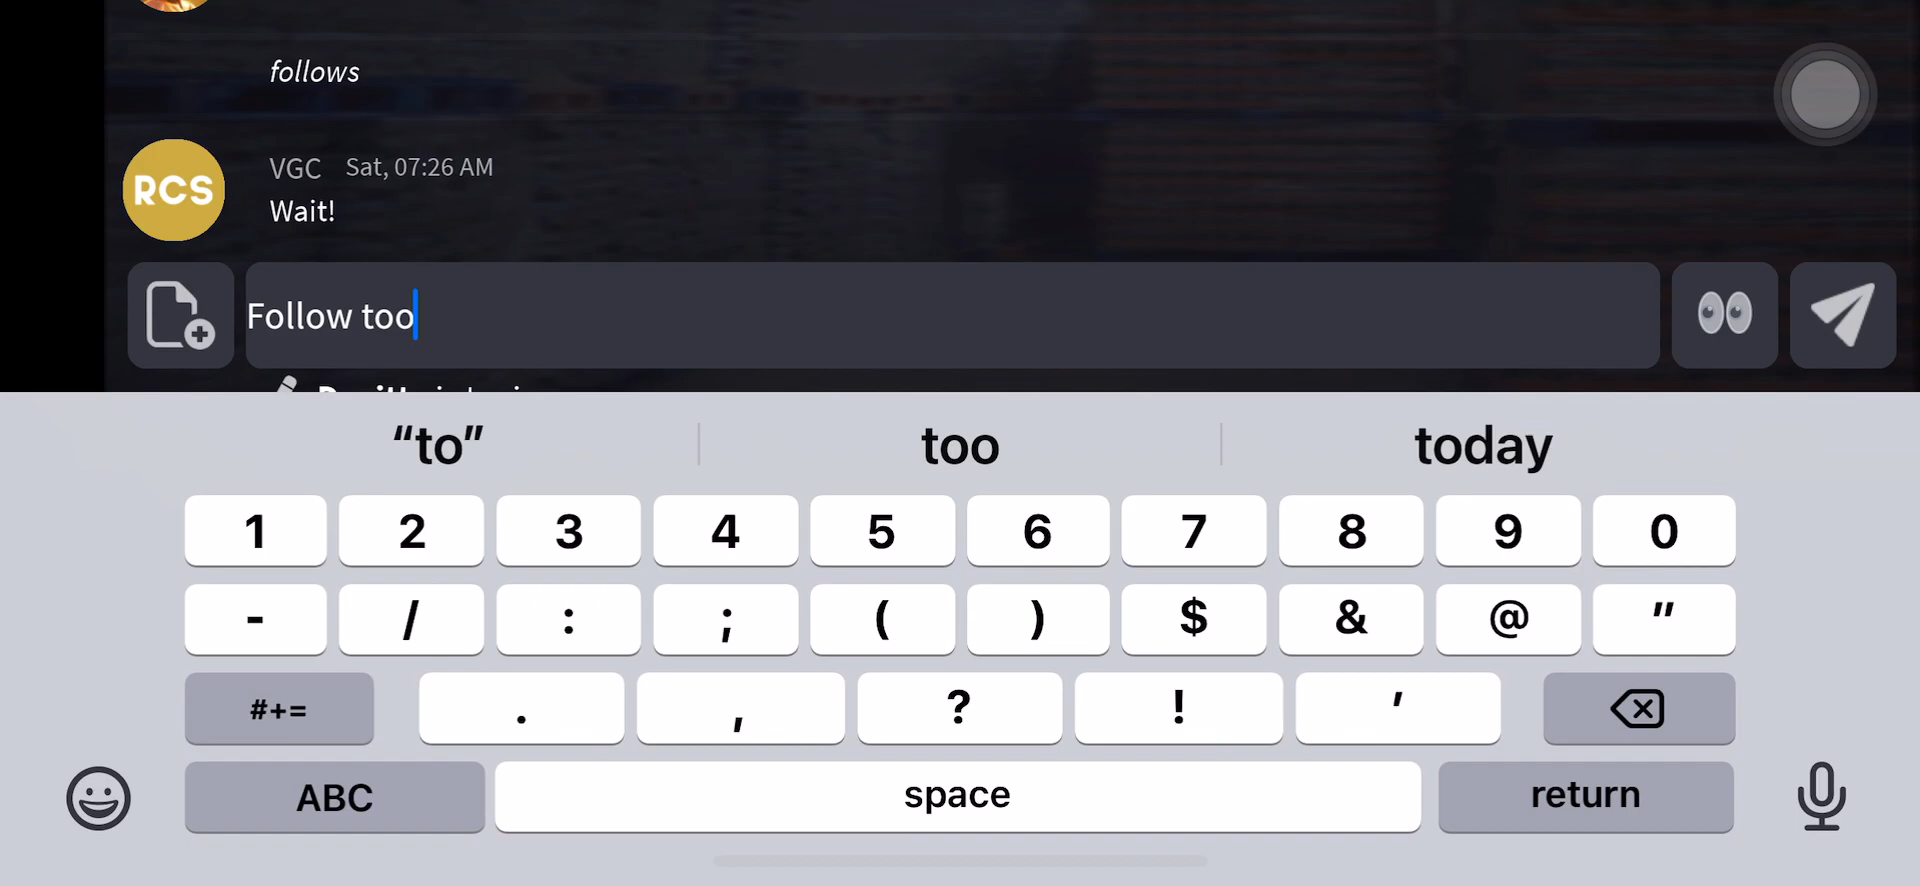 follows
RCS
VGC Sat, 07:26 AM
Wait!
Follow too
“to” too today
1 2 3 4 5 6 7 8 9 0
- / : ; ( ) $ & @ "
#+= . , ? ! '
ABC space return